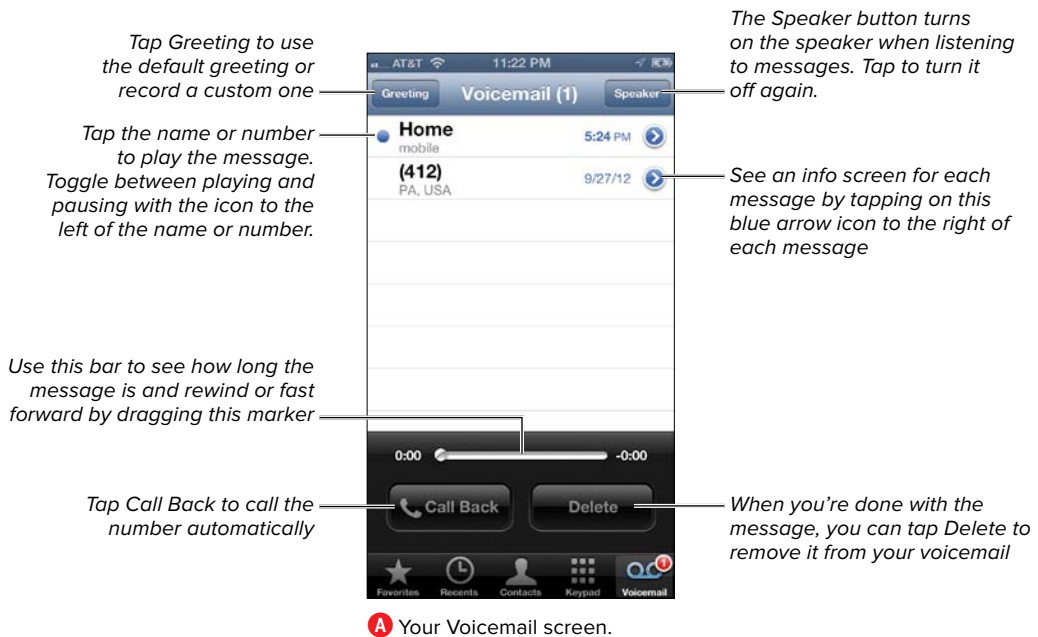 Tap Greeting to use
the default greeting or
record a custom one
Tap the name or number
to play the message.
Toggle between playing and
pausing with the icon to the
left of the name or number.
Use this bar to see how long the
message is and rewind or fast
forward by dragging this marker
Tap Call Back to call the
number automatically
AT&T 11:22 PM
Greeting Voicemail (1) Speaker
Home 5:24 PM
mobile
(412) 9/27/12
PA, USA
0:00 -0:00
Call Back Delete
1
Favorites Recents Contacts Keypad Voicemail
The Speaker button turns
on the speaker when listening
to messages. Tap to turn it
off again.
See an info screen for each
message by tapping on this
blue arrow icon to the right of
each message
When you’re done with the
message, you can tap Delete to
remove it from your voicemail
A Your Voicemail screen.